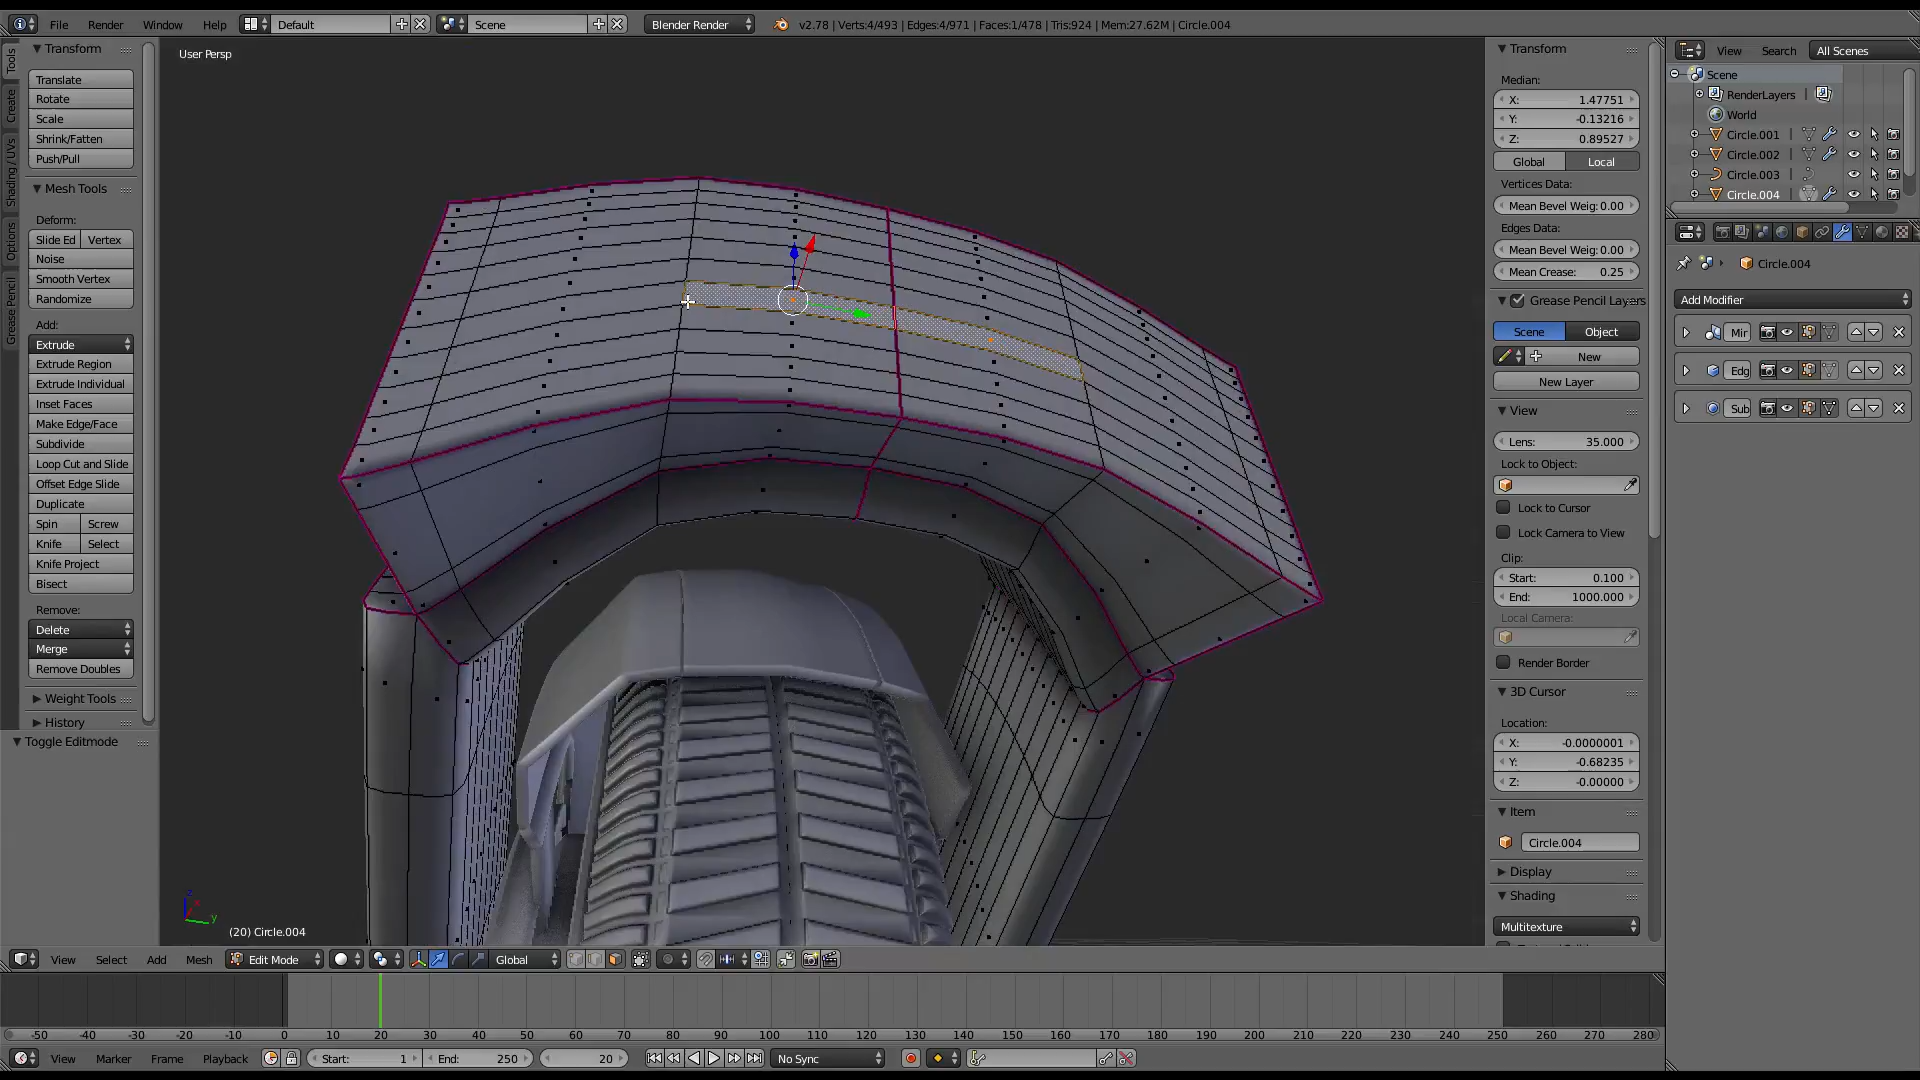 File Render Window Help Default Scene Blender Render v2.78 | Verts:4/493 | Edges:4/971 | Faces:1/478 | Tris:924 | Mem:27.62M | Circle.004
User Persp
Tools
Create
Shading / UVs
Options
Grease Pencil
Transform
Translate
Rotate
Scale
Shrink/Fatten
Push/Pull
Mesh Tools
Deform:
Slide Ed Vertex
Noise
Smooth Vertex
Randomize
Add:
Extrude
Extrude Region
Extrude Individual
Inset Faces
Make Edge/Face
Subdivide
Loop Cut and Slide
Offset Edge Slide
Duplicate
Spin Screw
Knife Select
Knife Project
Bisect
Remove:
Delete
Merge
Remove Doubles
Weight Tools
History
Toggle Editmode
z
x
y
(20) Circle.004
Transform
Median:
X: 1.47751
Y: -0.13216
Z: 0.89527
Global Local
Vertices Data:
Mean Bevel Weig: 0.00
Edges Data:
Mean Bevel Weig: 0.00
Mean Crease: 0.25
Grease Pencil Layers
Scene Object
New
New Layer
View
Lens: 35.000
Lock to Object:
Lock to Cursor
Lock Camera to View
Clip:
Start: 0.100
End: 1000.000
Local Camera:
Render Border
3D Cursor
Location:
X: -0.0000001
Y: -0.68235
Z: -0.00000
Item
Circle.004
Display
Shading
Multitexture
View Search All Scenes
Scene
RenderLayers
World
Circle.001
Circle.002
Circle.003
Circle.004
Circle.004
Add Modifier
Mir
Edg
Sub
View Select Add Mesh Edit Mode Global
-50 -40 -30 -20 -10 0 10 20 30 40 50 60 70 80 90 100 110 120 130 140 150 160 170 180 190 200 210 220 230 240 250 260 270 280
View Marker Frame Playback Start: 1 End: 250 20 No Sync